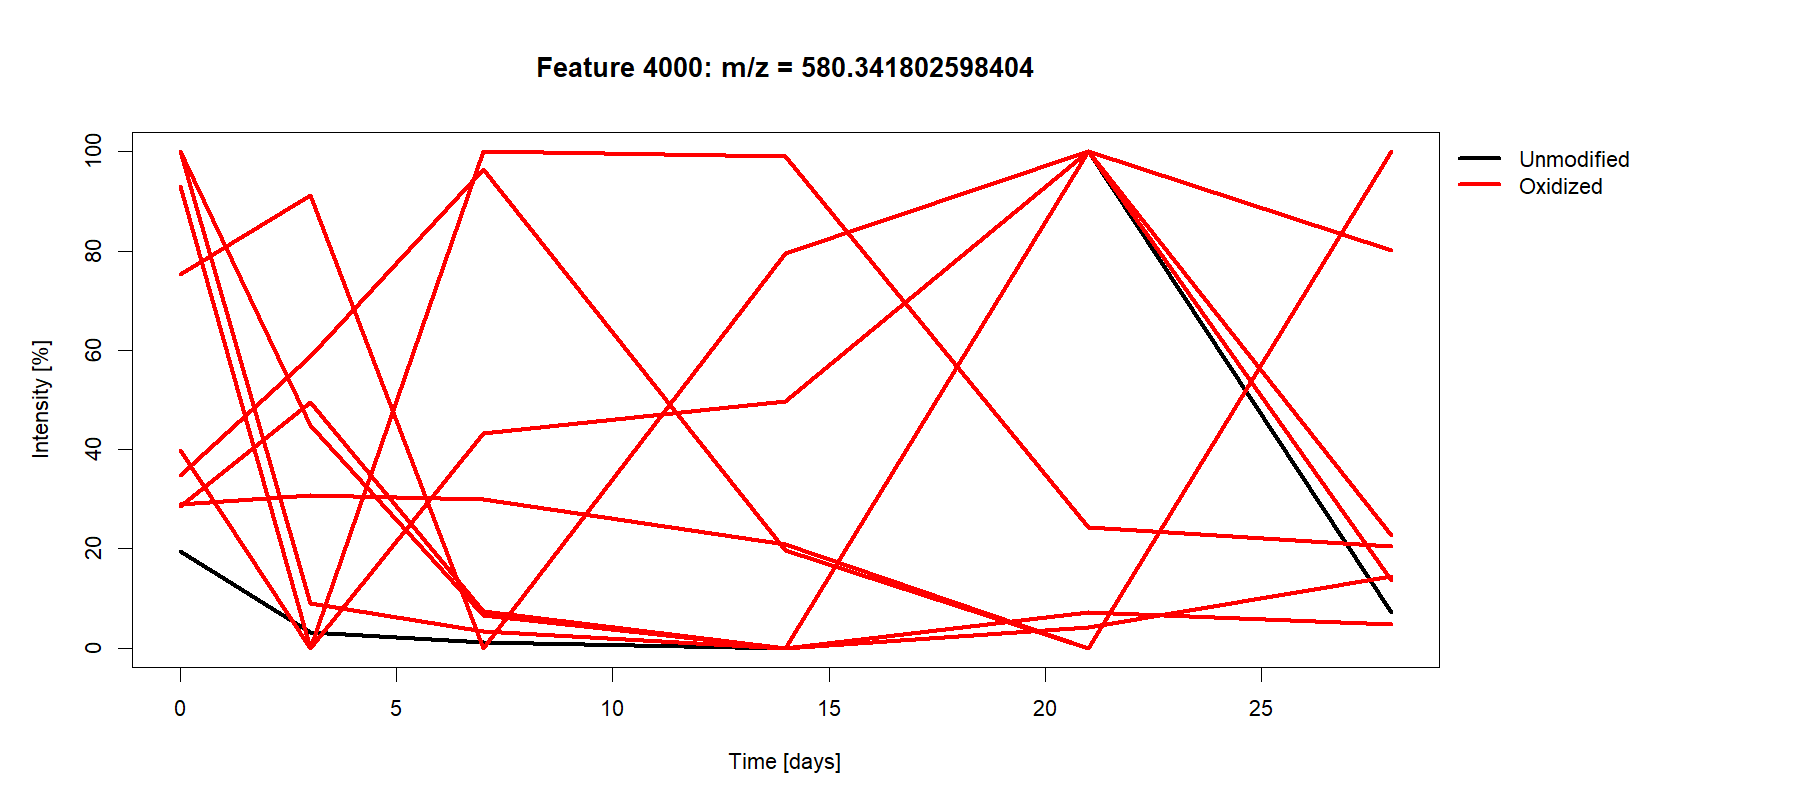 Feature 4000: m/z = 580.341802598404
Unmodified
Oxidized
Intensity [%]
100
80
60
40
20
0
0 5 10 15 20 25
Time [days]